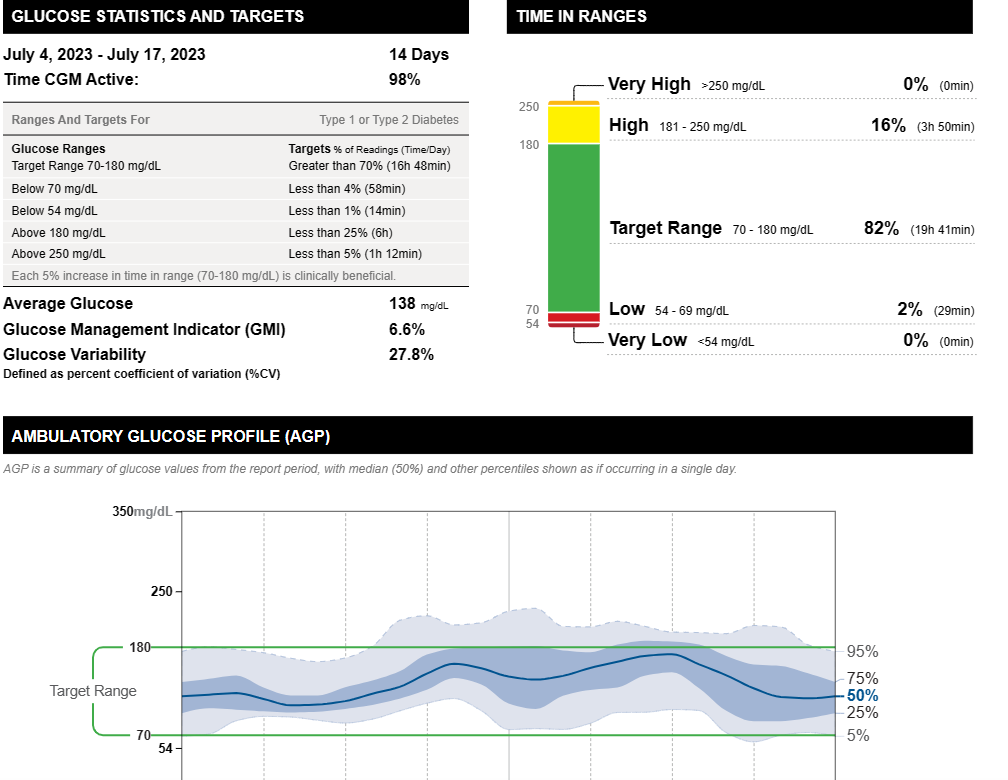 GLUCOSE STATISTICS AND TARGETS
July 4, 2023 - July 17, 2023 14 Days
Time CGM Active: 98%
Ranges And Targets For Type 1 or Type 2 Diabetes
Glucose Ranges Targets % of Readings (Time/Day)
Target Range 70-180 mg/dL Greater than 70% (16h 48min)
Below 70 mg/dL Less than 4% (58min)
Below 54 mg/dL Less than 1% (14min)
Above 180 mg/dL Less than 25% (6h)
Above 250 mg/dL Less than 5% (1h 12min)
Each 5% increase in time in range (70-180 mg/dL) is clinically beneficial.
Average Glucose 138 mg/dL
Glucose Management Indicator (GMI) 6.6%
Glucose Variability 27.8%
Defined as percent coefficient of variation (%CV)
TIME IN RANGES
Very High >250 mg/dL 0% (0min)
250
High 181 - 250 mg/dL 16% (3h 50min)
180
Target Range 70 - 180 mg/dL 82% (19h 41min)
70
Low 54 - 69 mg/dL 2% (29min)
54
Very Low <54 mg/dL 0% (0min)
AMBULATORY GLUCOSE PROFILE (AGP)
AGP is a summary of glucose values from the report period, with median (50%) and other percentiles shown as if occurring in a single day.
350mg/dL
250
180
95%
75%
Target Range
50%
25%
70
5%
54